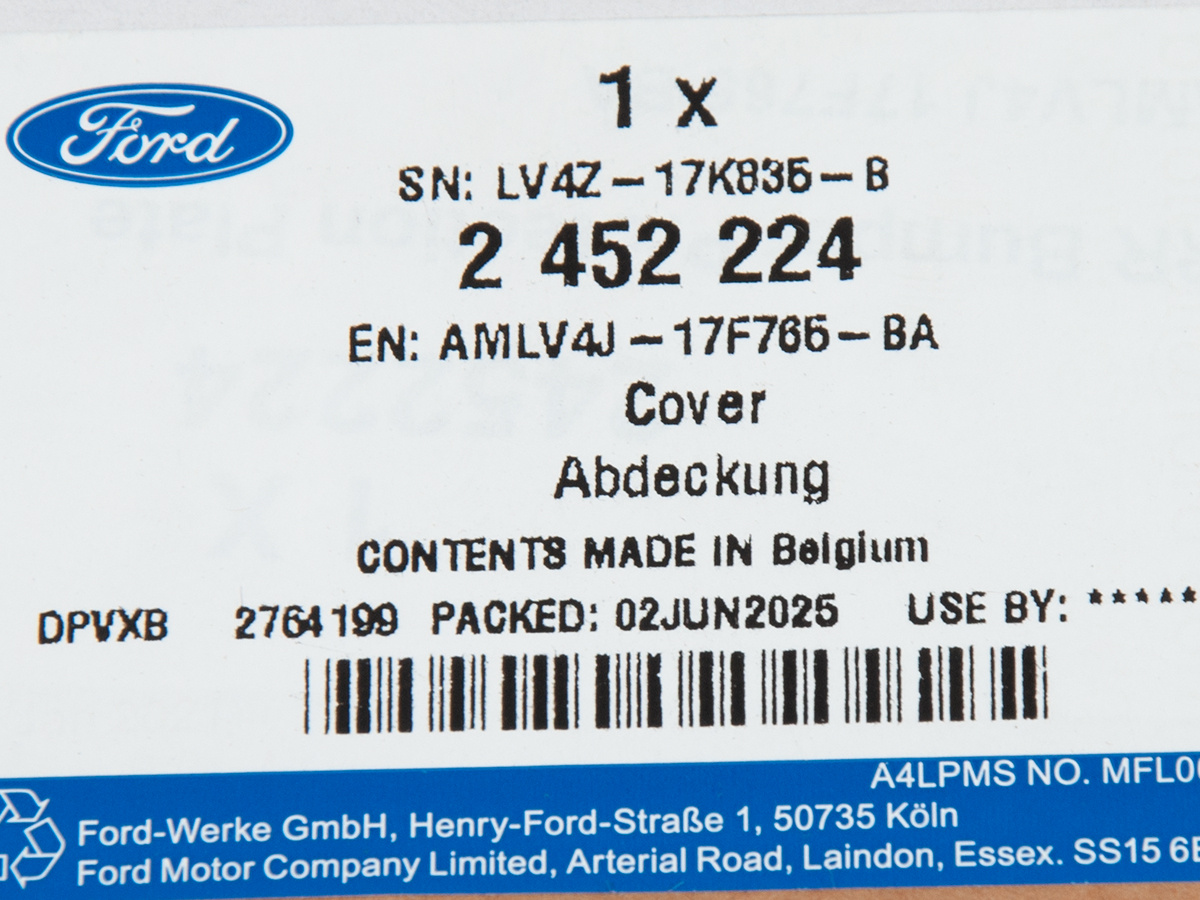 Ford
1 x
SN: LV4Z-17K835-B
2 452 224
EN: AMLV4J-17F765-BA
Cover
Abdeckung
CONTENTS MADE IN Belgium
DPVXB 2764199 PACKED: 02JUN2025 USE BY: *****
A4LPMS NO. MFL0
Ford-Werke GmbH, Henry-Ford-Straße 1, 50735 Köln
Ford Motor Company Limited, Arterial Road, Laindon, Essex. SS15 6